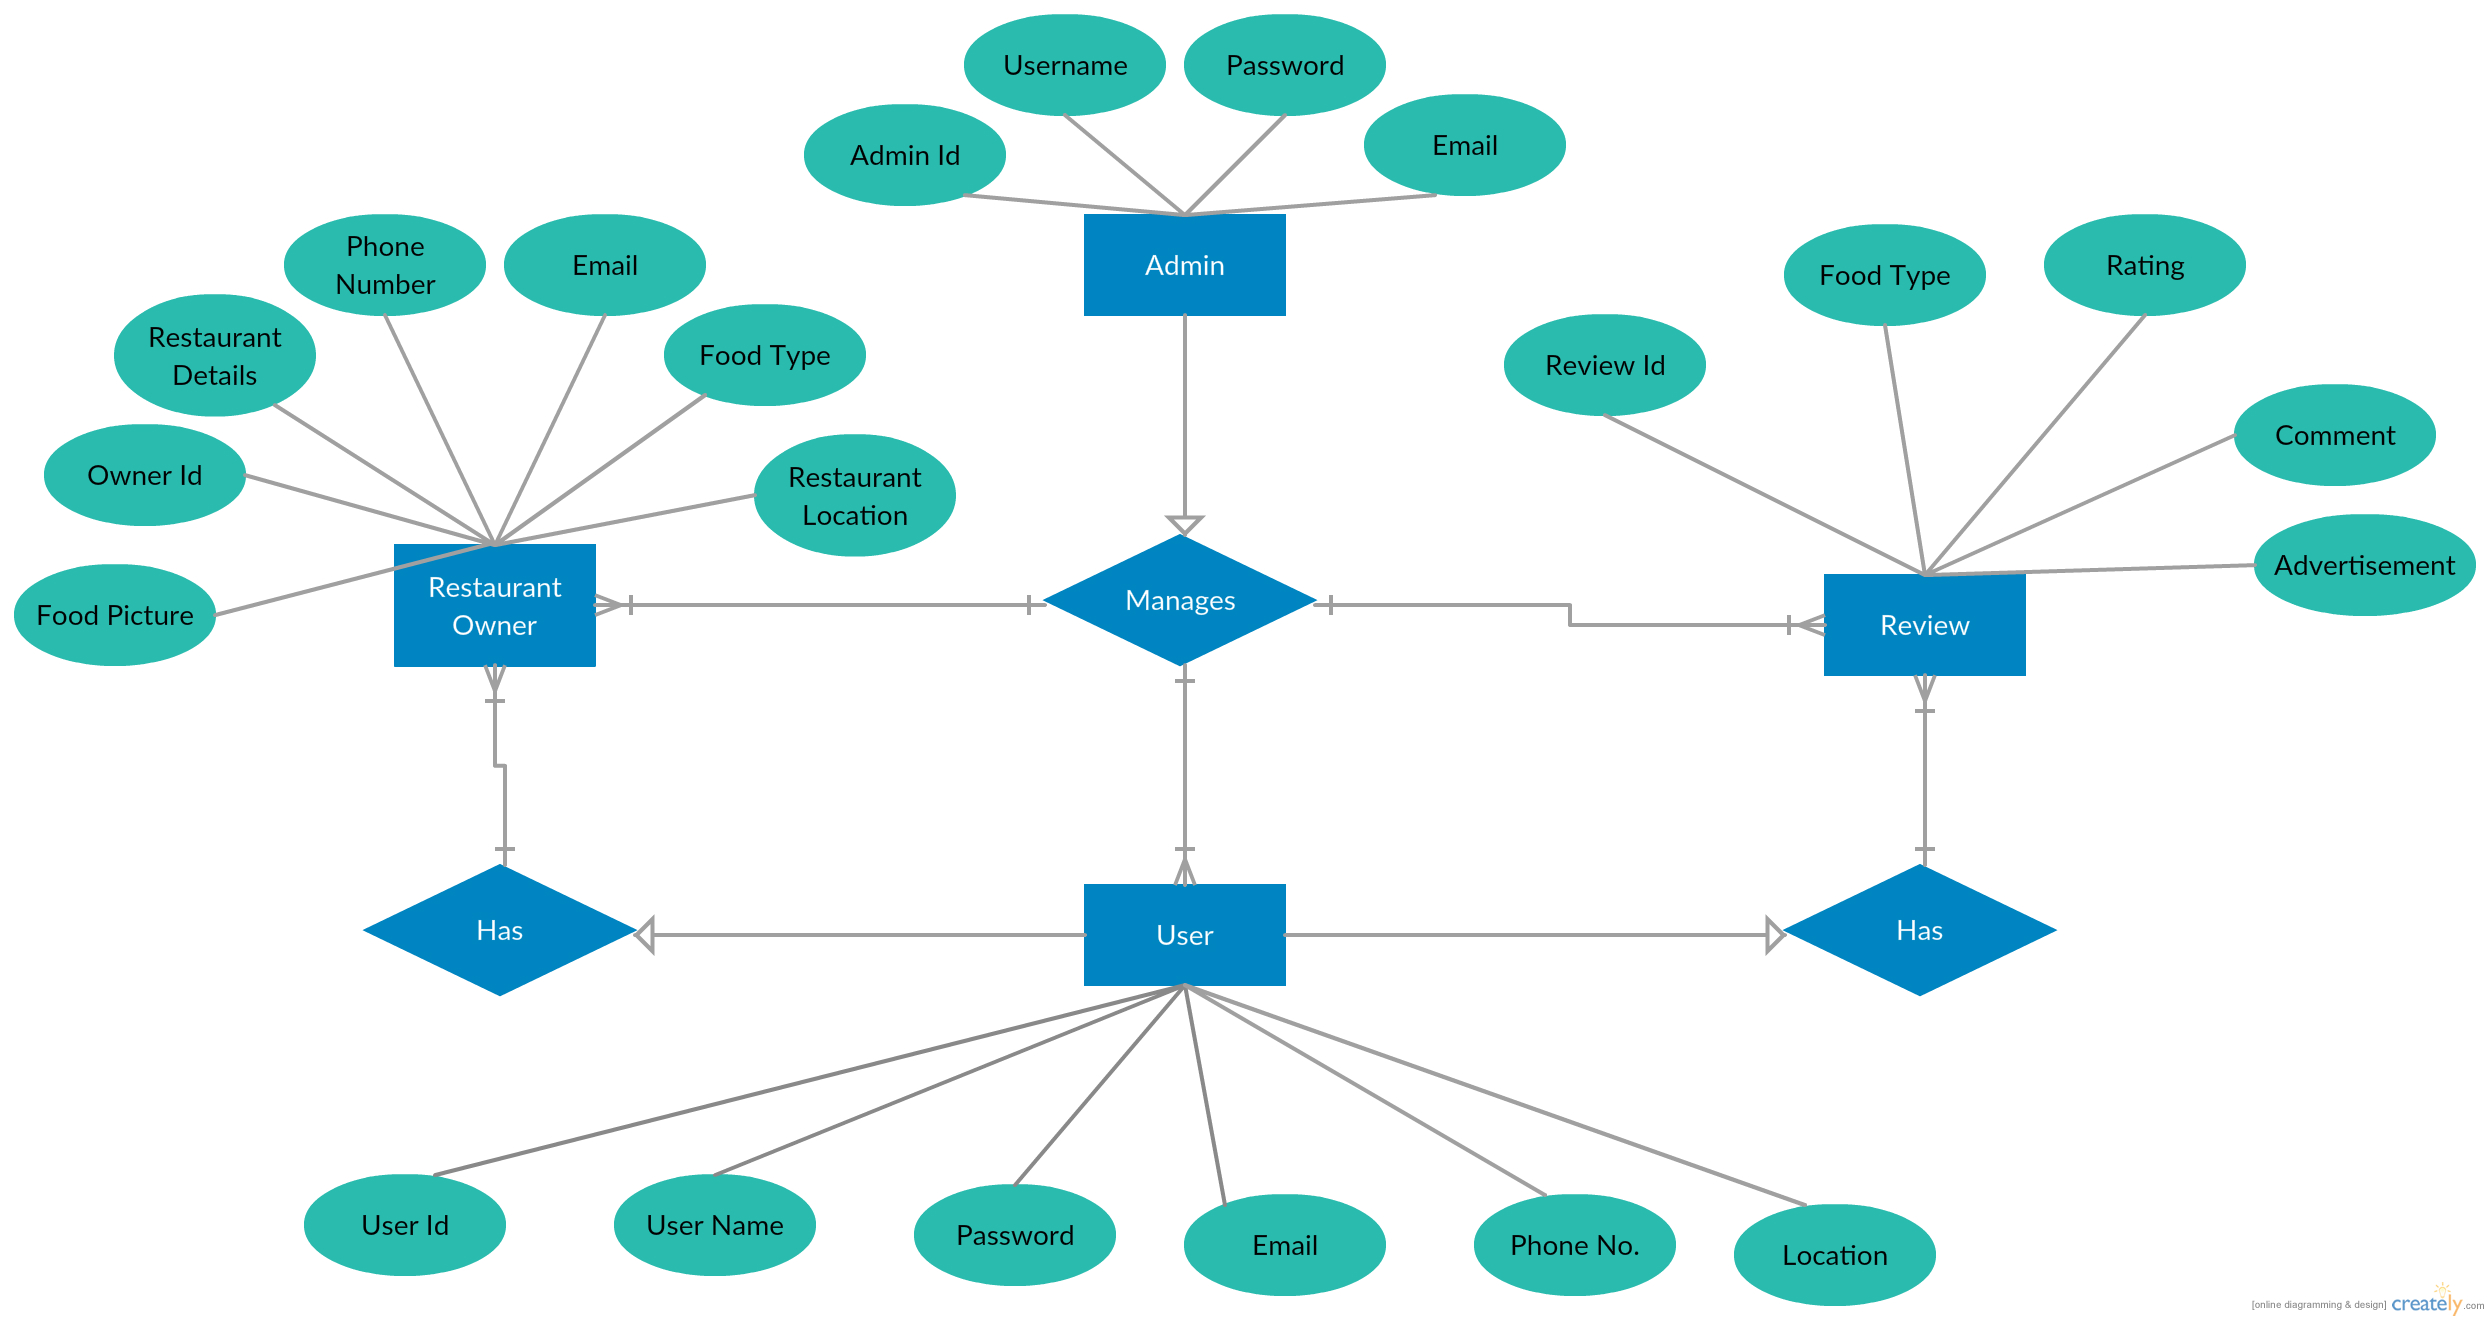 Username
Password
Admin Id
Email
Admin
Phone
Number
Email
Restaurant
Details
Food Type
Owner Id
Restaurant
Location
Food Picture
Restaurant
Owner
Manages
Food Type
Rating
Review Id
Comment
Advertisement
Review
Has
User
Has
User Id
User Name
Password
Email
Phone No.
Location
[online diagramming & design] creately.com